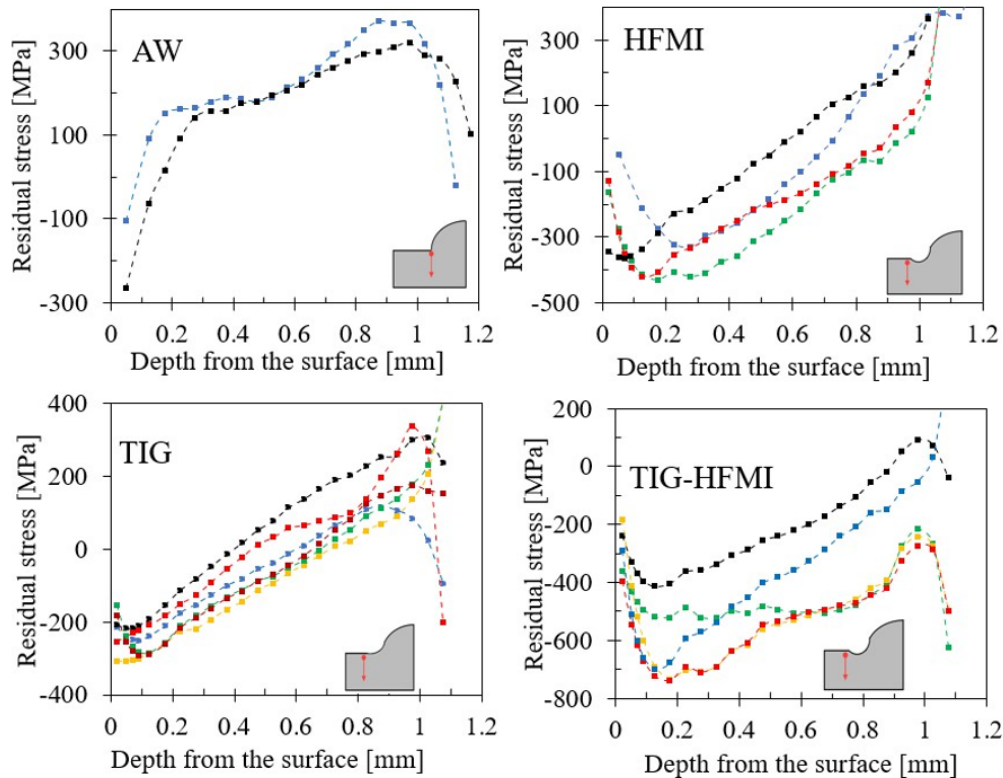 AW
Residual stress [MPa]
300
100
-100
-300
0 0.2 0.4 0.6 0.8 1 1.2
Depth from the surface [mm]
HFMI
Residual stress [MPa]
300
100
-100
-300
-500
0 0.2 0.4 0.6 0.8 1 1.2
Depth from the surface [mm]
TIG
Residual stress [MPa]
400
200
0
-200
-400
0 0.2 0.4 0.6 0.8 1 1.2
Depth from the surface [mm]
TIG-HFMI
Residual stress [MPa]
200
0
-200
-400
-600
-800
0 0.2 0.4 0.6 0.8 1 1.2
Depth from the surface [mm]